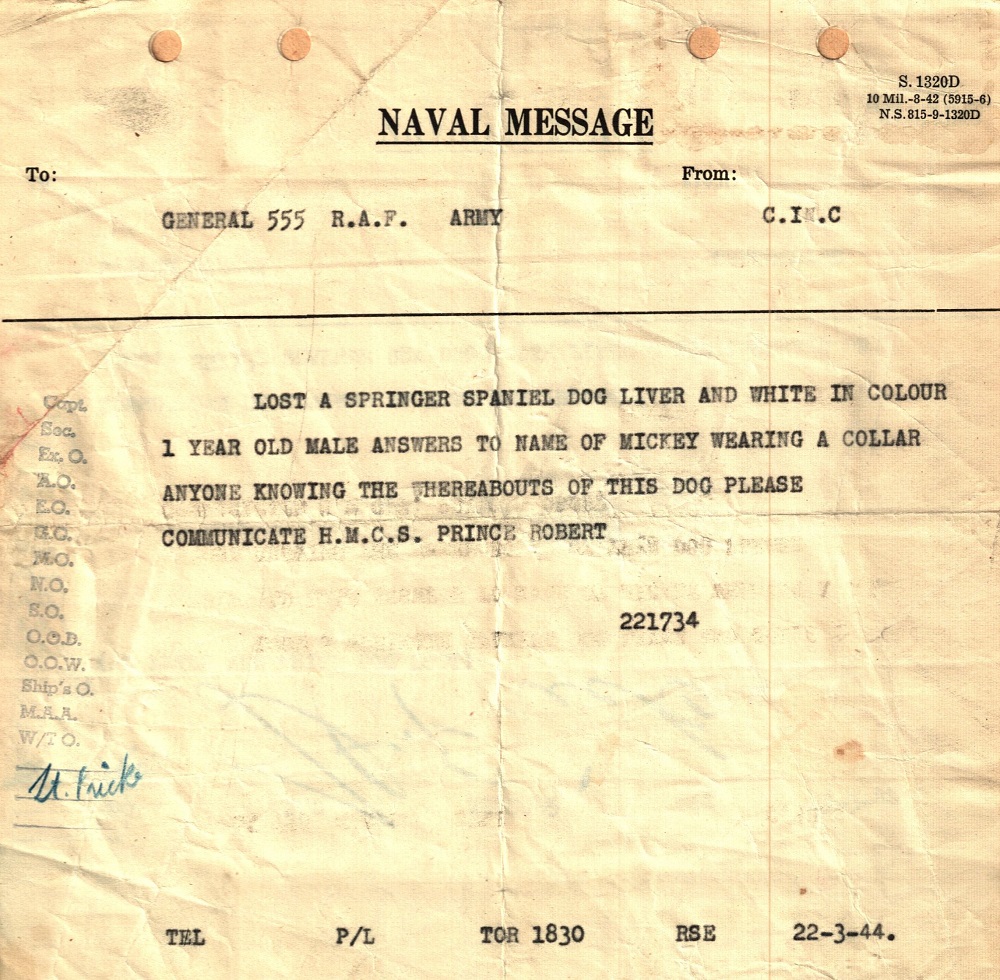 S. 1320D
10 Mil.-8-42 (5915-6)
N.S. 815-9-1320D
NAVAL MESSAGE
To:
From:
GENERAL 555 R.A.F. ARMY
C.IN.C
LOST A SPRINGER SPANIEL DOG LIVER AND WHITE IN COLOUR
1 YEAR OLD MALE ANSWERS TO NAME OF MICKEY WEARING A COLLAR
ANYONE KNOWING THE WHEREABOUTS OF THIS DOG PLEASE
COMMUNICATE H.M.C.S. PRINCE ROBERT
221734
Capt.
Sec.
Ex. O.
A.O.
E.O.
G.O.
M.O.
N.O.
S.O.
O.O.D.
O.O.W.
Ship's O.
M.A.A.
W/T O.
TEL P/L TOR 1830 RSE 22-3-44.